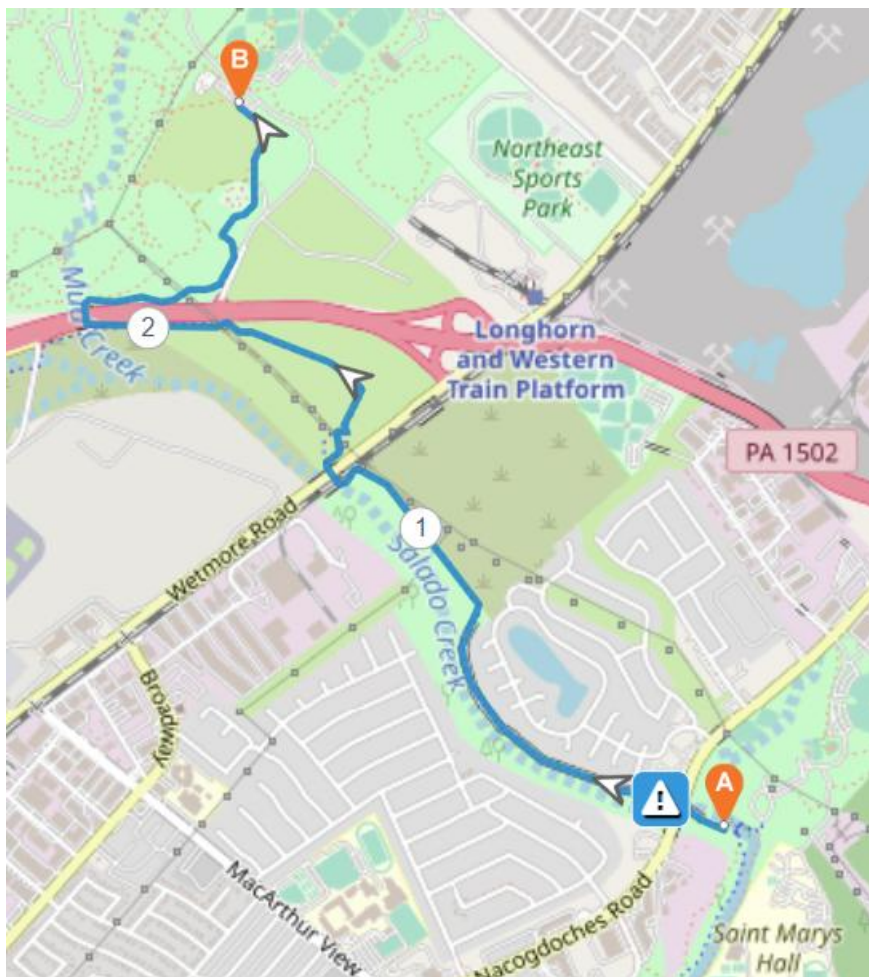 B
Northeast
Sports
Park
Mud Creek
2
Longhorn
and Western
Train Platform
PA 1502
1
Wetmore Road
Salado Creek
Broadway
A
MacArthur View
Nacogdoches Road
Saint Marys
Hall